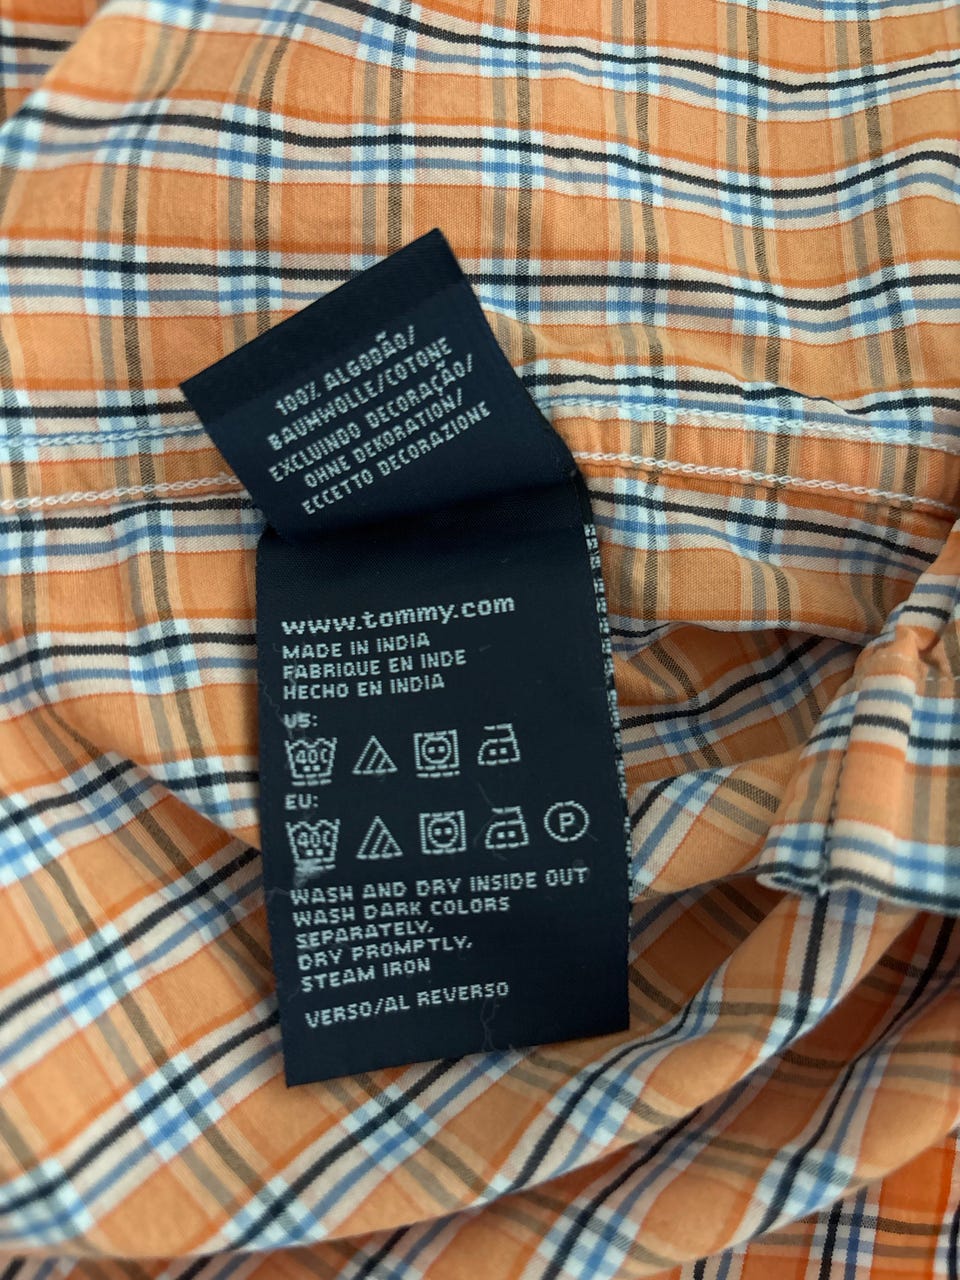 100% ALGODÃO/
BAUMWOLLE/COTONE
EXCLUINDO DECORAÇÃO/
OHNE DEKORATION/
ECCETTO DECORAZIONE
www.tommy.com
MADE IN INDIA
FABRIQUE EN INDE
HECHO EN INDIA
US:
40C
EU:
40C
P
WASH AND DRY INSIDE OUT
WASH DARK COLORS
SEPARATELY.
DRY PROMPTLY.
STEAM IRON
VERSO/AL REVERSO